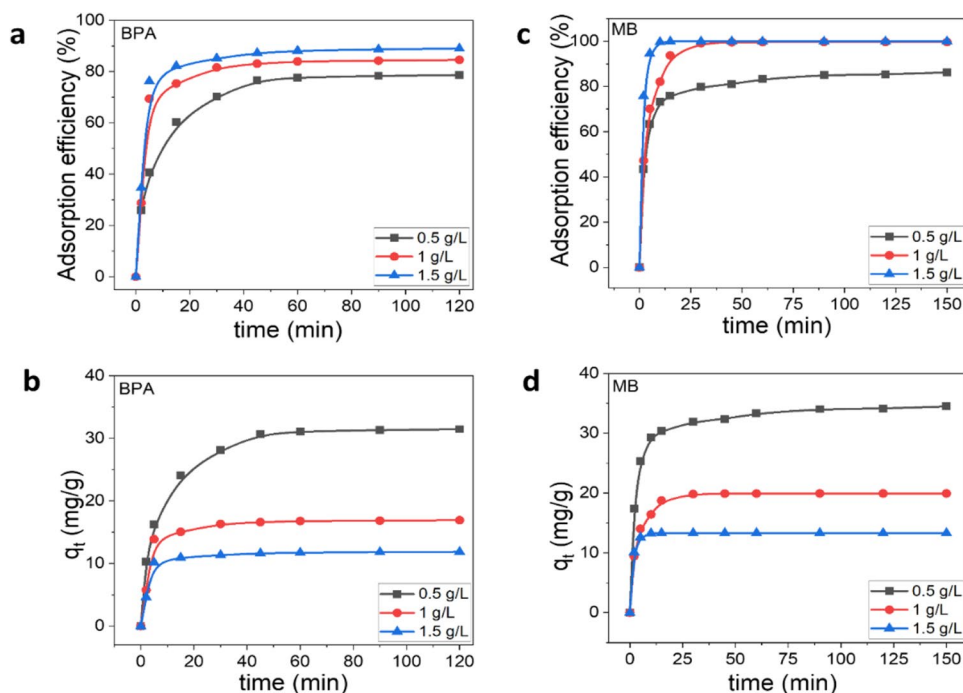 a
BPA
Adsorption efficiency (%)
100
80
60
40
20
0
0 20 40 60 80 100 120
time (min)
0.5 g/L
1 g/L
1.5 g/L
c
MB
Adsorption efficiency (%)
100
80
60
40
20
0
0 25 50 75 100 125 150
time (min)
0.5 g/L
1 g/L
1.5 g/L
b
BPA
qt (mg/g)
40
30
20
10
0
0 20 40 60 80 100 120
time (min)
0.5 g/L
1 g/L
1.5 g/L
d
MB
qt (mg/g)
40
30
20
10
0
0 25 50 75 100 125 150
time (min)
0.5 g/L
1 g/L
1.5 g/L